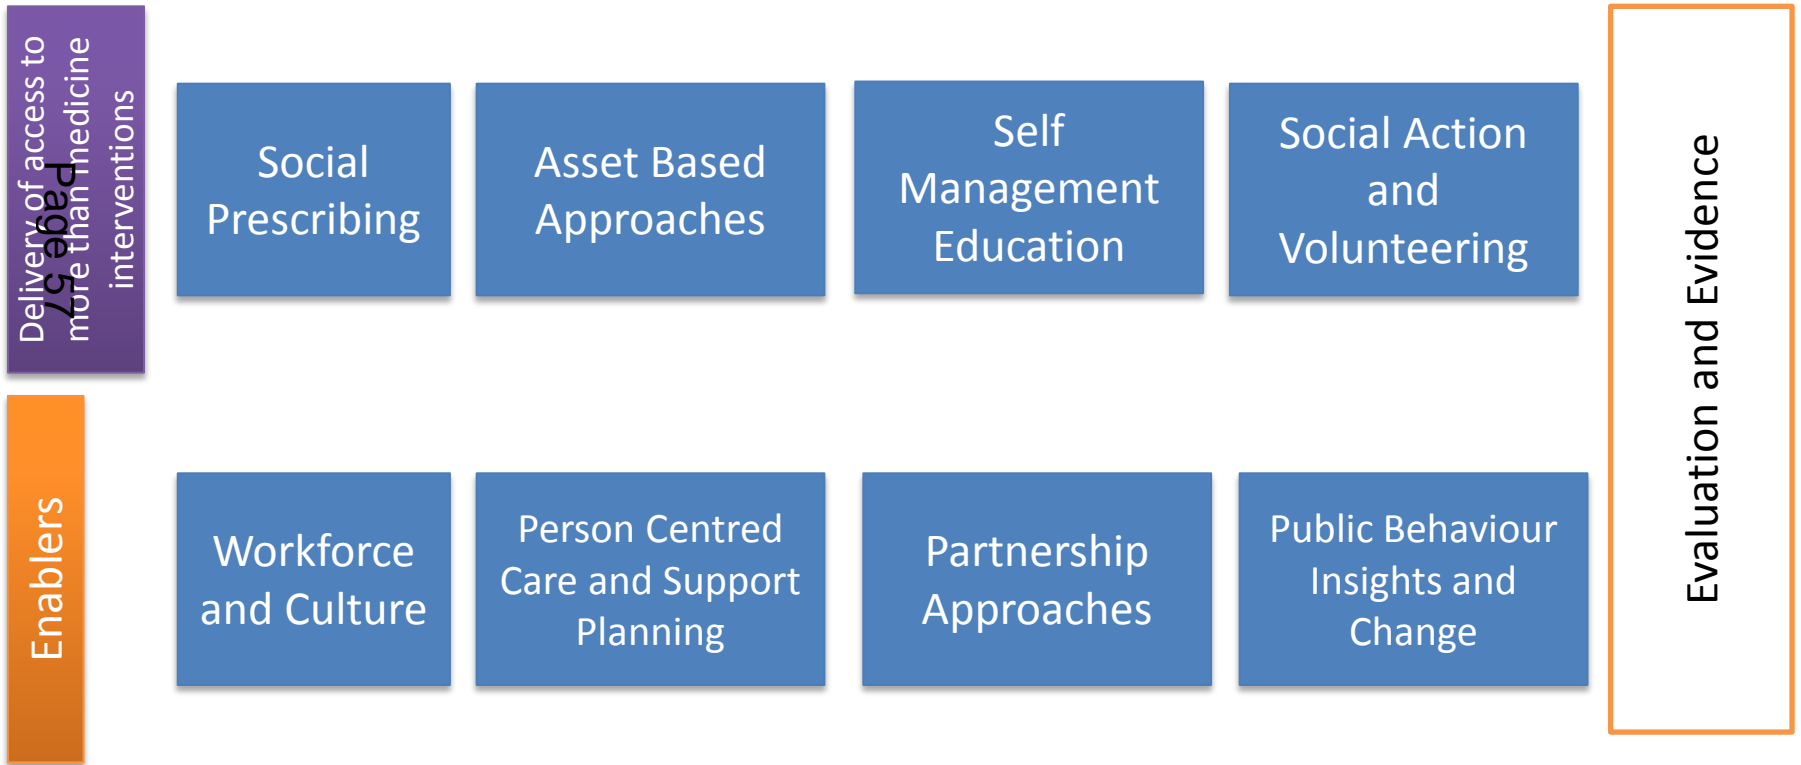 Delivery of access to
more than medicine
interventions
Page 57
Social
Prescribing
Asset Based
Approaches
Self
Management
Education
Social Action
and
Volunteering
Enablers
Workforce
and Culture
Person Centred
Care and Support
Planning
Partnership
Approaches
Public Behaviour
Insights and
Change
Evaluation and Evidence